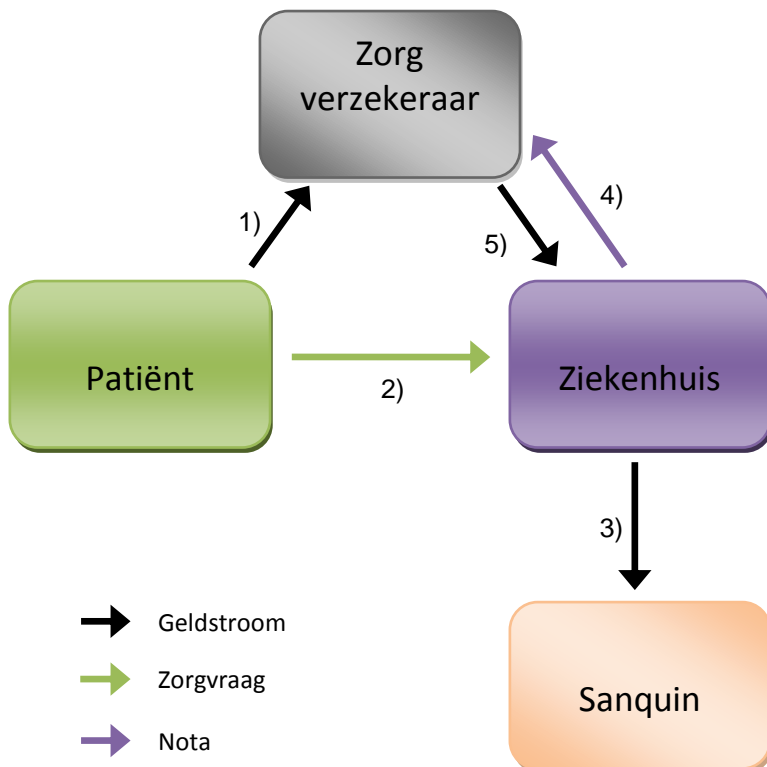 Zorg
verzekeraar
1)
4)
5)
Patiënt
2)
Ziekenhuis
3)
Geldstroom
Zorgvraag
Nota
Sanquin